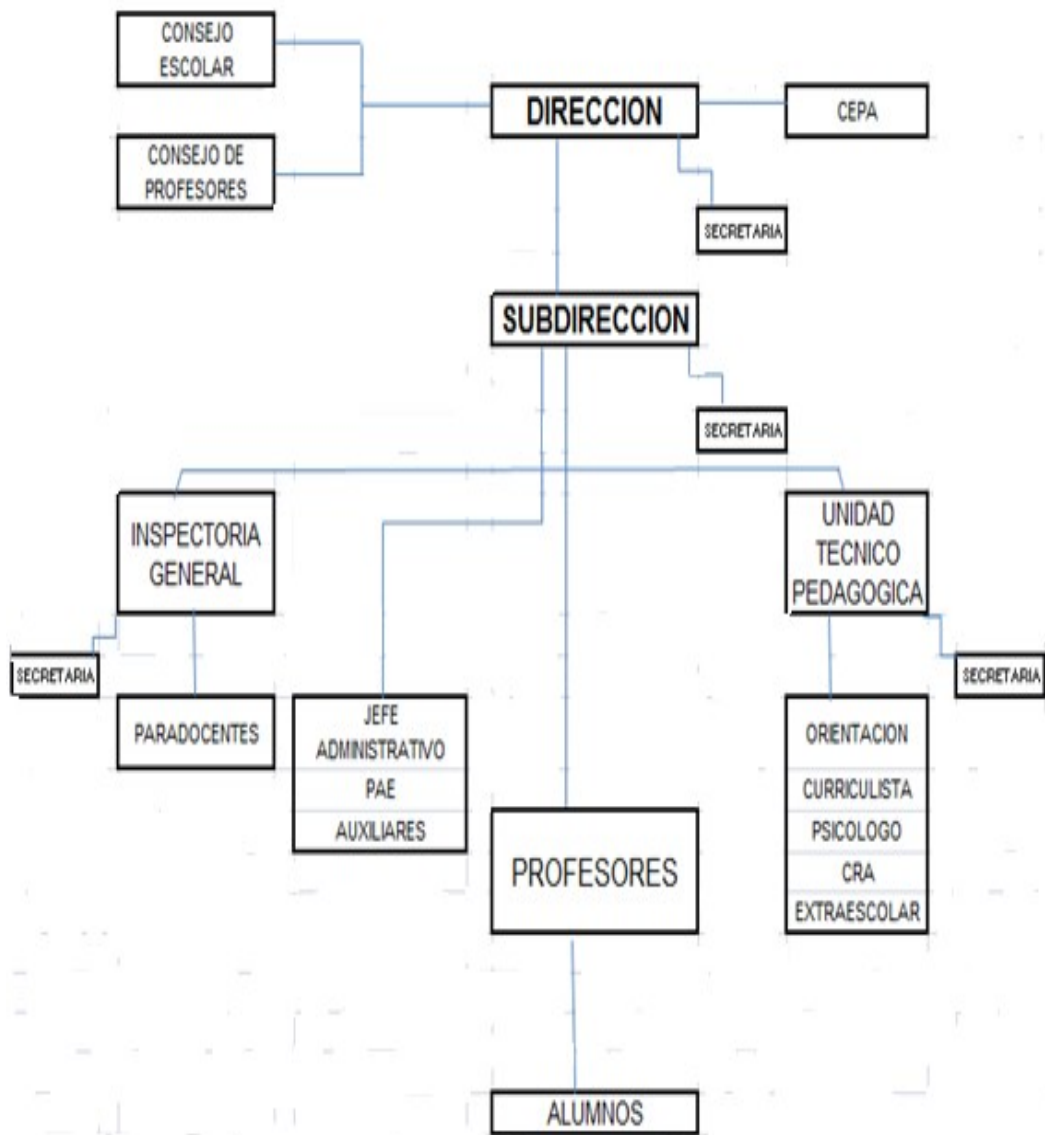 CONSEJO
ESCOLAR
DIRECCION
CEPA
CONSEJO DE
PROFESORES
SECRETARIA
SUBDIRECCION
SECRETARIA
INSPECTORIA
GENERAL
UNIDAD
TECNICO
PEDAGOGICA
SECRETARIA
SECRETARIA
PARADOCENTES
JEFE
ADMINISTRATIVO
PAE
AUXILIARES
ORIENTACION
CURRICULISTA
PSICOLOGO
CRA
EXTRAESCOLAR
PROFESORES
ALUMNOS